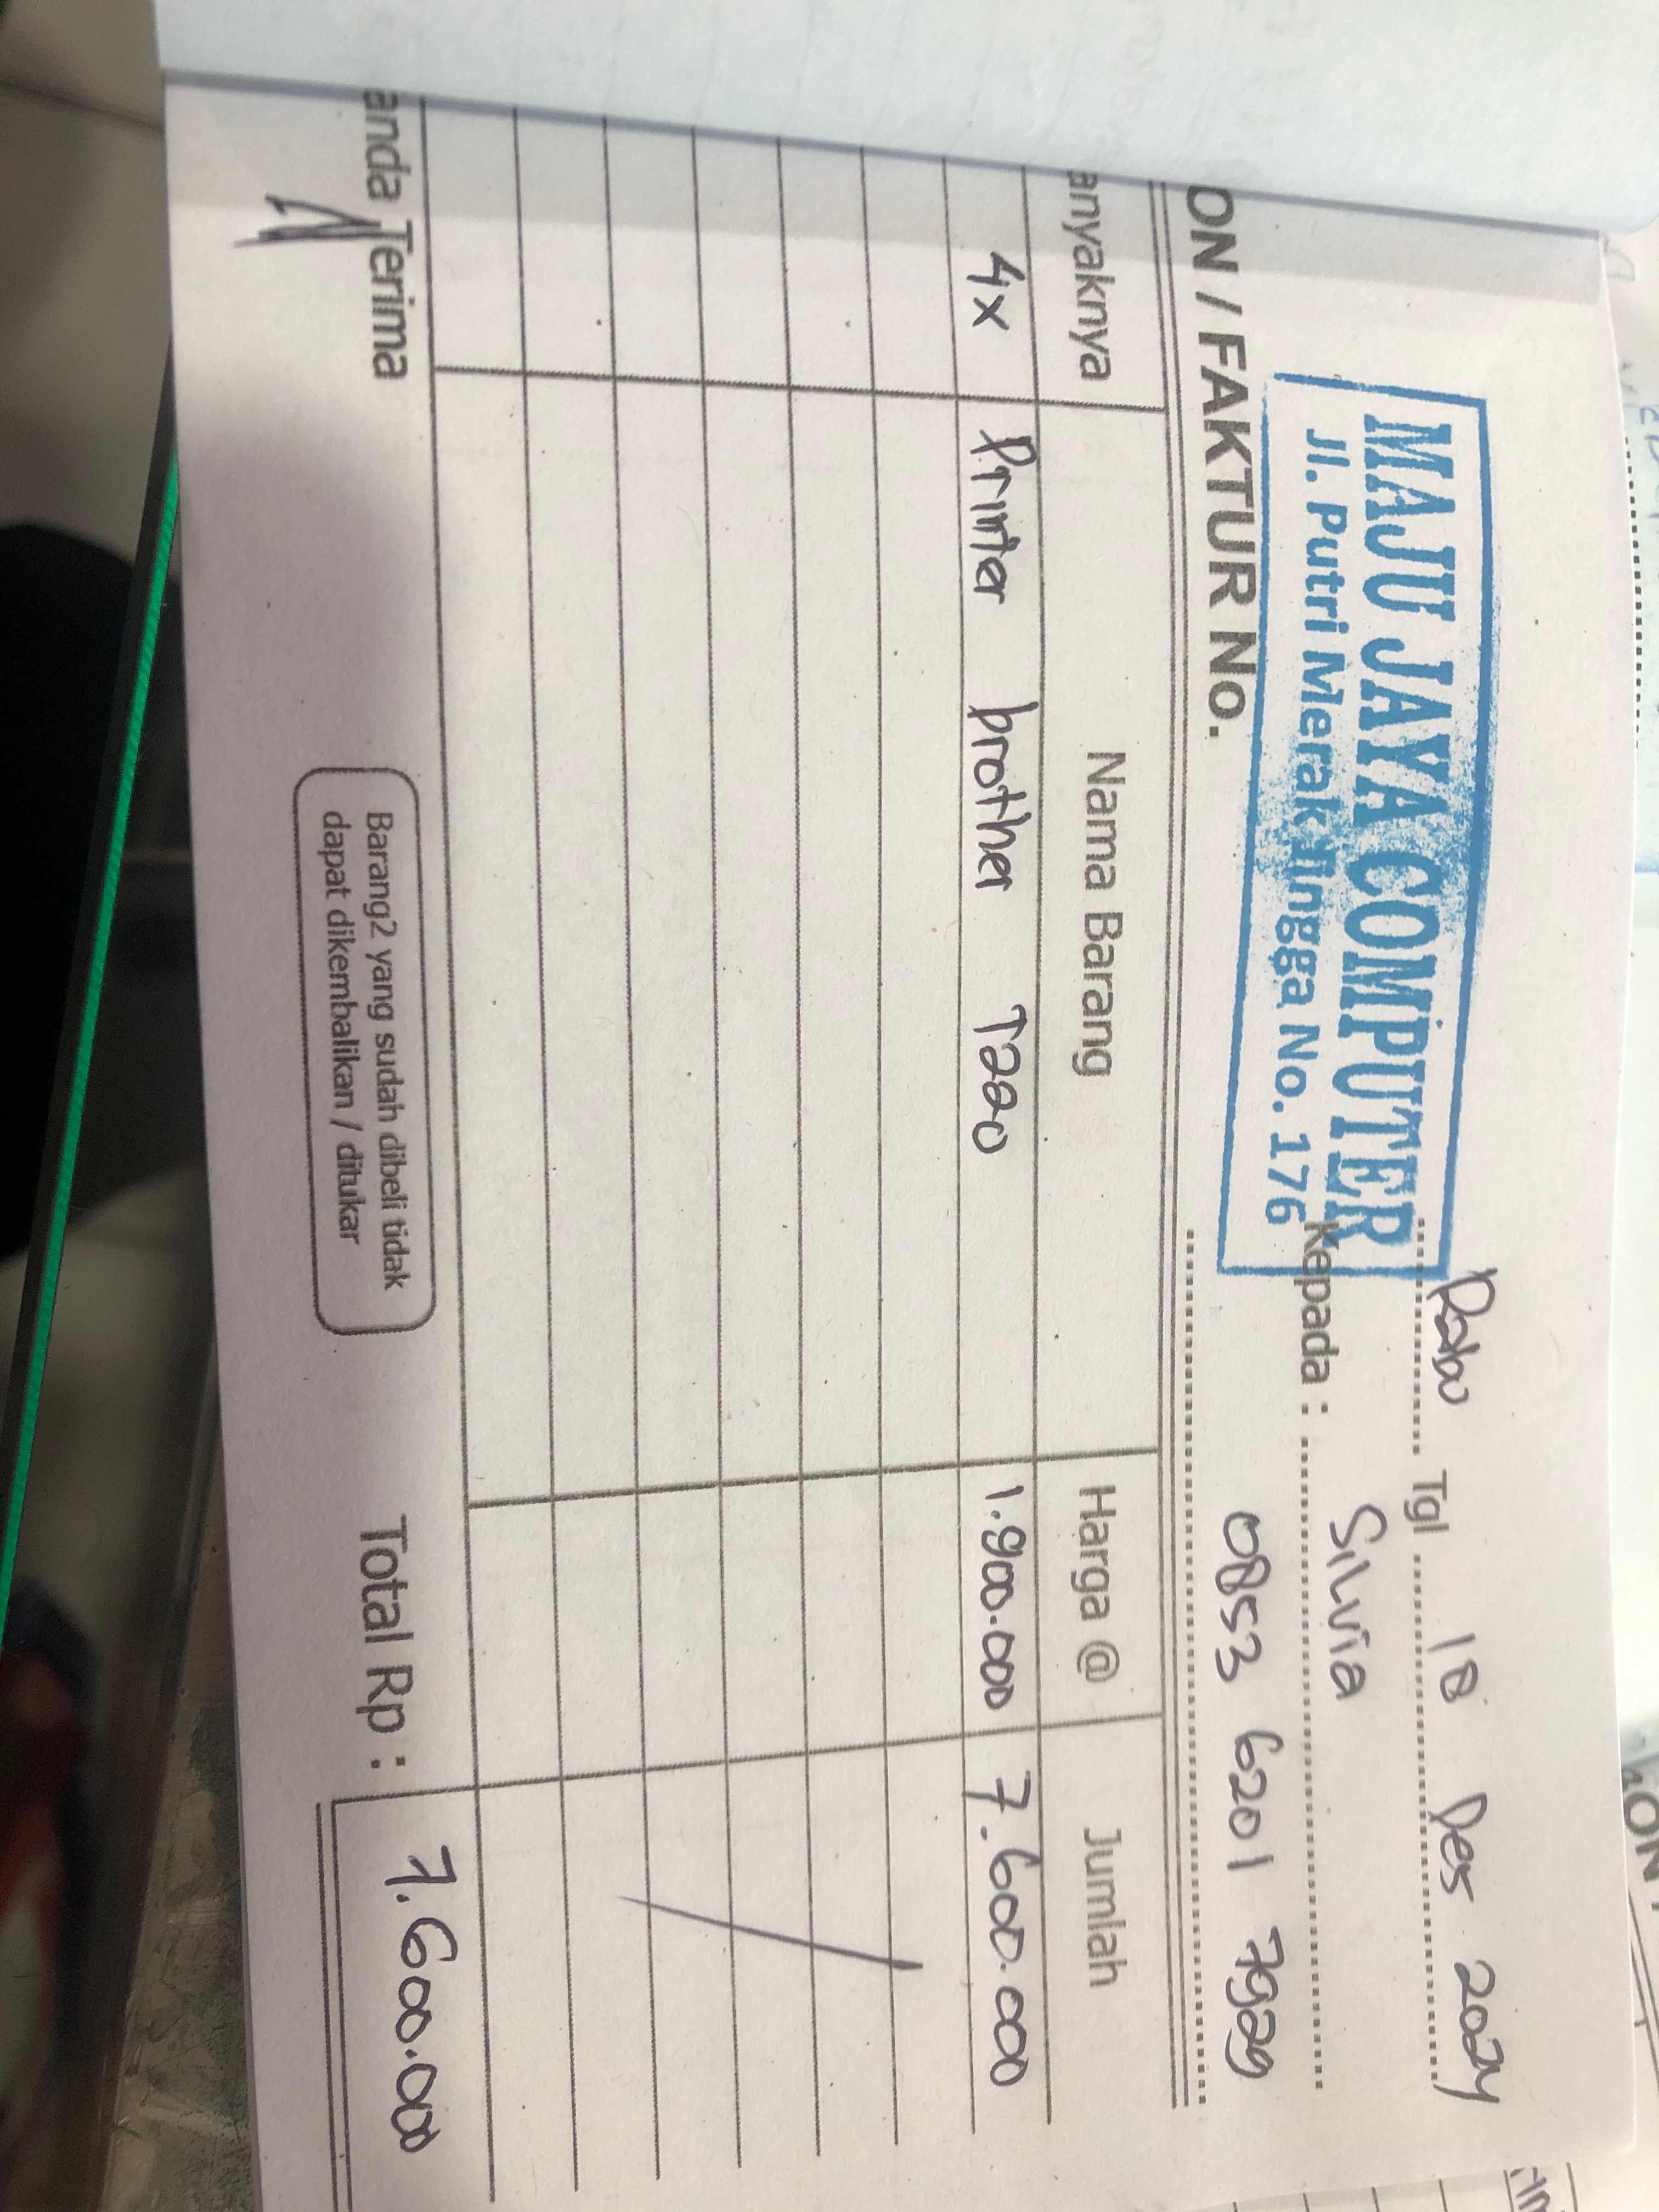 MAJU JAYA COMPUTER
Jl. Putri Merak Jingga No. 176
Rabu Tgl 18 Des 2024
Kepada : Silvia
0853 6201 7929
ON / FAKTUR No.
anyaknya Nama Barang Harga @ Jumlah
4x Printer brother T220 1.900.000 7.600.000
anda Terima
Barang2 yang sudah dibeli tidak
dapat dikembalikan / ditukar
Total Rp : 7.600.000